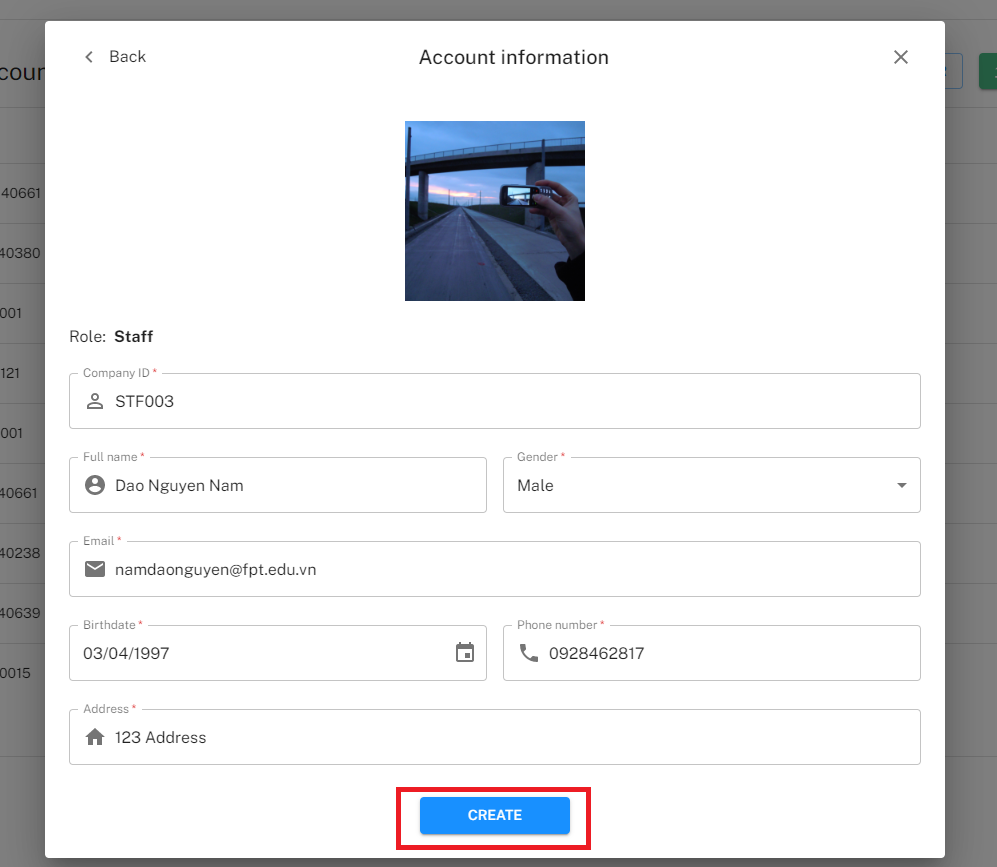 Back
Account information
Role: Staff
Company ID *
STF003
Full name *
Dao Nguyen Nam
Gender *
Male
Email *
namdaonguyen@fpt.edu.vn
Birthdate *
03/04/1997
Phone number *
0928462817
Address *
123 Address
CREATE
coun
40661
40380
001
121
001
40661
40238
40639
0015